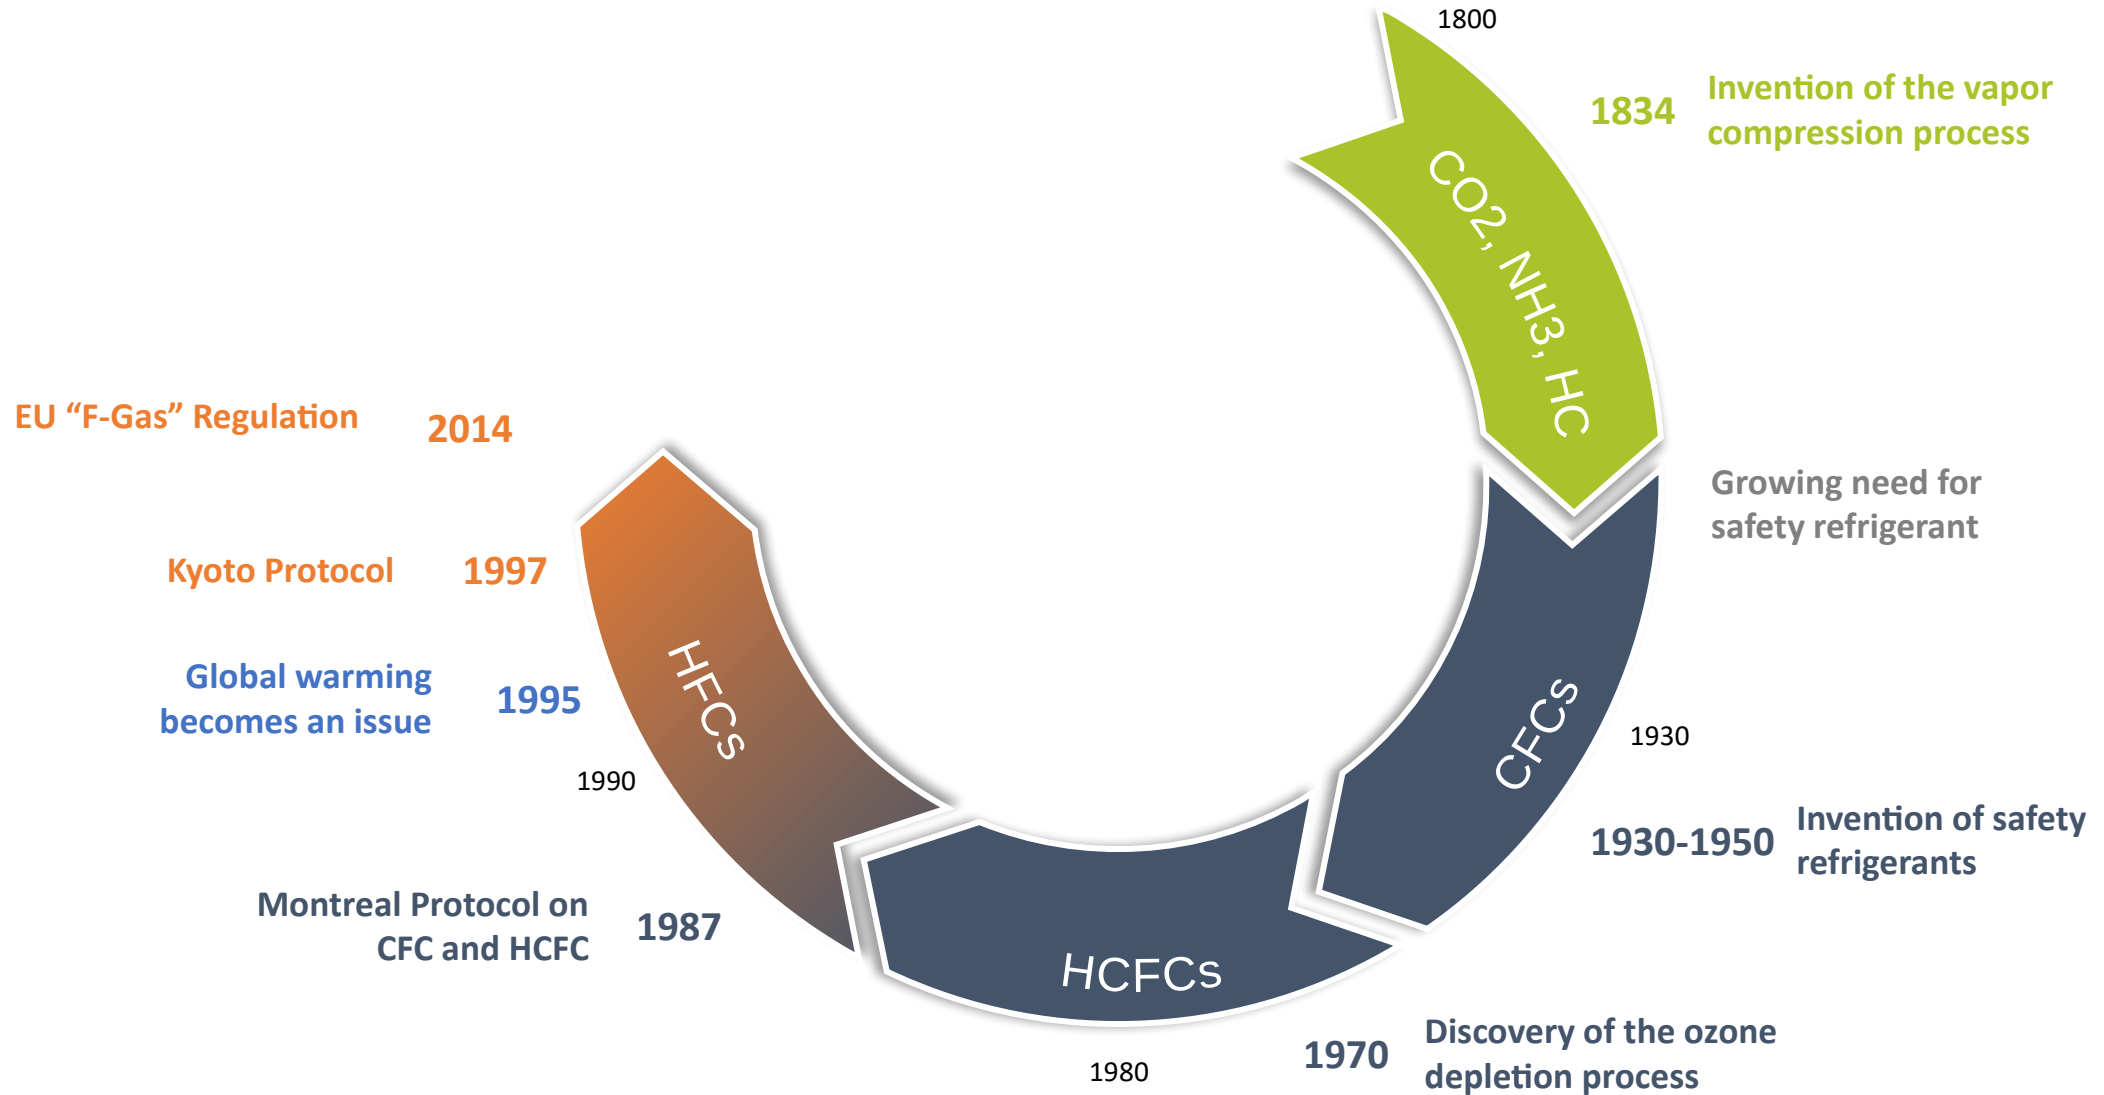 1800
1834
Invention of the vapor
compression process
CO2, NH3, HC
Growing need for
safety refrigerant
CFCs
1930
1930-1950
Invention of safety
refrigerants
HCFCs
1970
Discovery of the ozone
depletion process
1980
Montreal Protocol on
CFC and HCFC
1987
HFCs
1990
Global warming
becomes an issue
1995
Kyoto Protocol
1997
EU “F-Gas” Regulation
2014